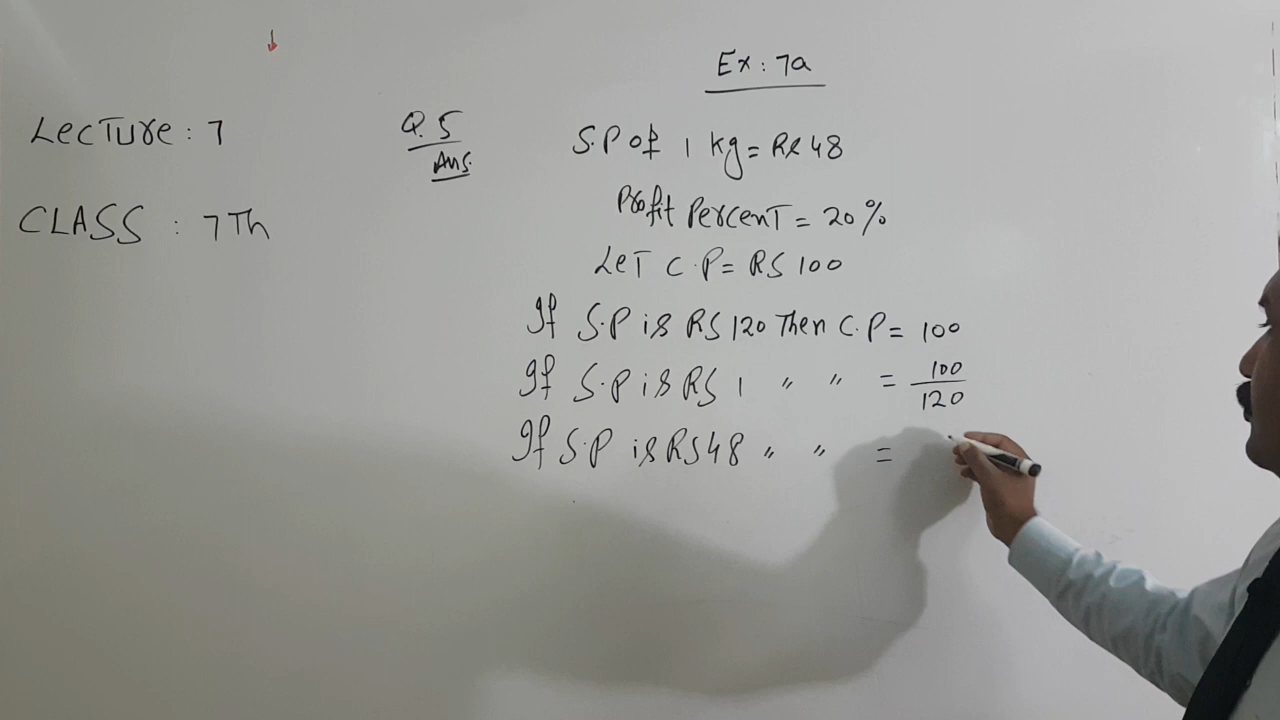 Ex: 7a
Lecture: 7
CLASS: 7Th
Q.5
Ans.
S.P of 1 kg = Rs 48
Profit Percent = 20%
Let C.P = RS 100
If S.P is RS 120 Then C.P = 100
If S.P is RS 1 " " = 100/120
If S.P is RS 48 " " =